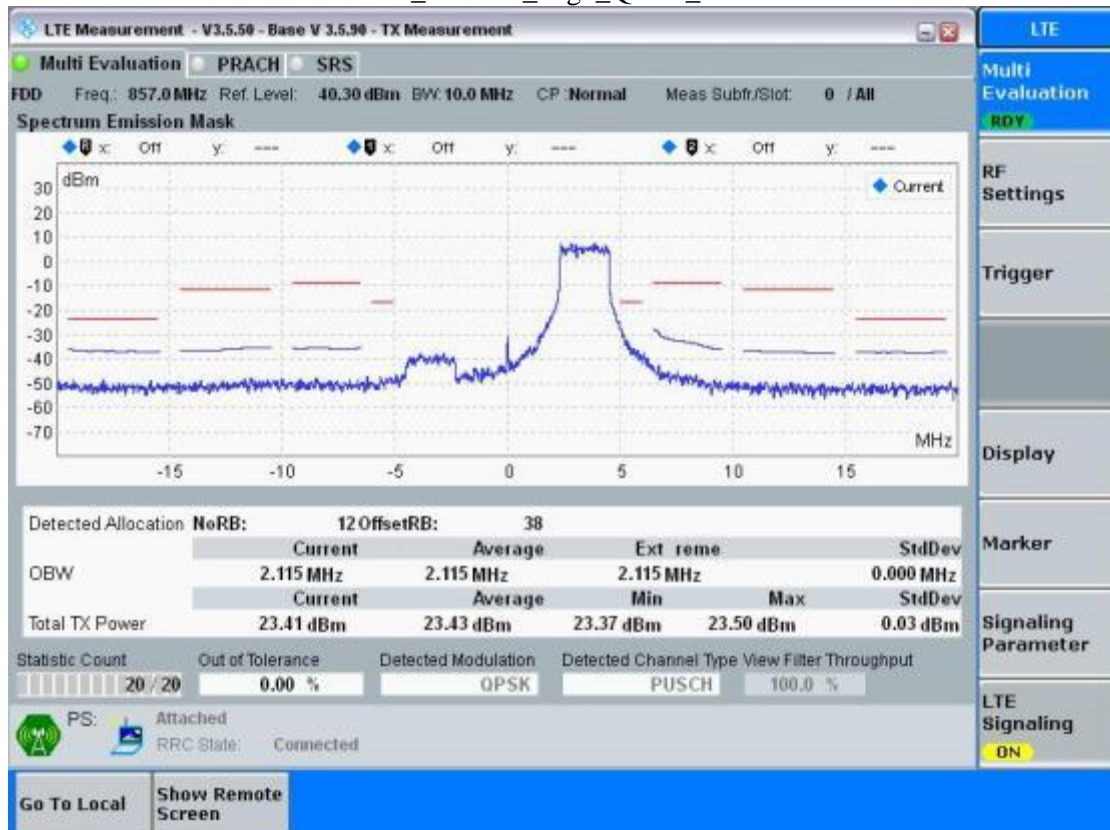 LTE Measurement - V3.5.50 - Base V 3.5.90 - TX Measurement
LTE
Multi Evaluation PRACH SRS
Multi Evaluation
RDY
FDD Freq.: 857.0 MHz Ref. Level: 40.30 dBm BW: 10.0 MHz CP :Normal Meas Subfr./Slot: 0 / All
Spectrum Emission Mask
x: Off y: --- x: Off y: --- x: Off y: ---
dBm
Current
30
20
10
0
-10
-20
-30
-40
-50
-60
-70
MHz
-15 -10 -5 0 5 10 15
RF Settings
Trigger
Display
Marker
Signaling Parameter
LTE Signaling
ON
Detected Allocation NoRB: 12 OffsetRB: 38
Current Average Ext reme StdDev
OBW 2.115 MHz 2.115 MHz 2.115 MHz 0.000 MHz
Current Average Min Max StdDev
Total TX Power 23.41 dBm 23.43 dBm 23.37 dBm 23.50 dBm 0.03 dBm
Statistic Count Out of Tolerance Detected Modulation Detected Channel Type View Filter Throughput
20 / 20 0.00 % QPSK PUSCH 100.0 %
PS: Attached
RRC State: Connected
Go To Local Show Remote Screen